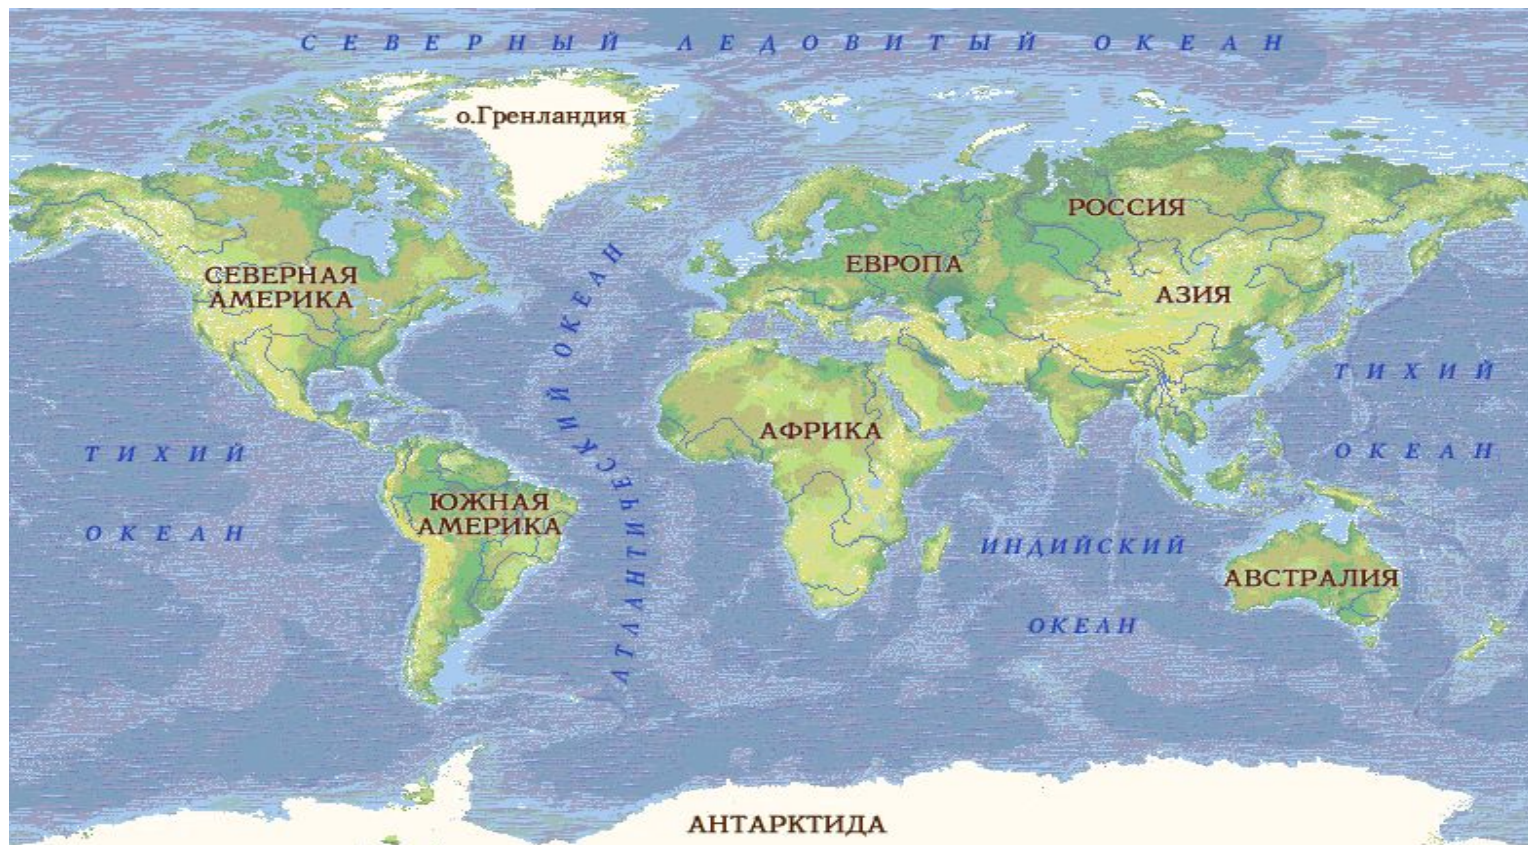 СЕВЕРНЫЙ ЛЕДОВИТЫЙ ОКЕАН
о.Гренландия
РОССИЯ
ЕВРОПА
СЕВЕРНАЯ
АМЕРИКА
АЗИЯ
АТЛАНТИЧЕСКИЙ ОКЕАН
ТИХИЙ
ОКЕАН
АФРИКА
ТИХИЙ
ОКЕАН
ЮЖНАЯ
АМЕРИКА
ИНДИЙСКИЙ
ОКЕАН
АВСТРАЛИЯ
АНТАРКТИДА